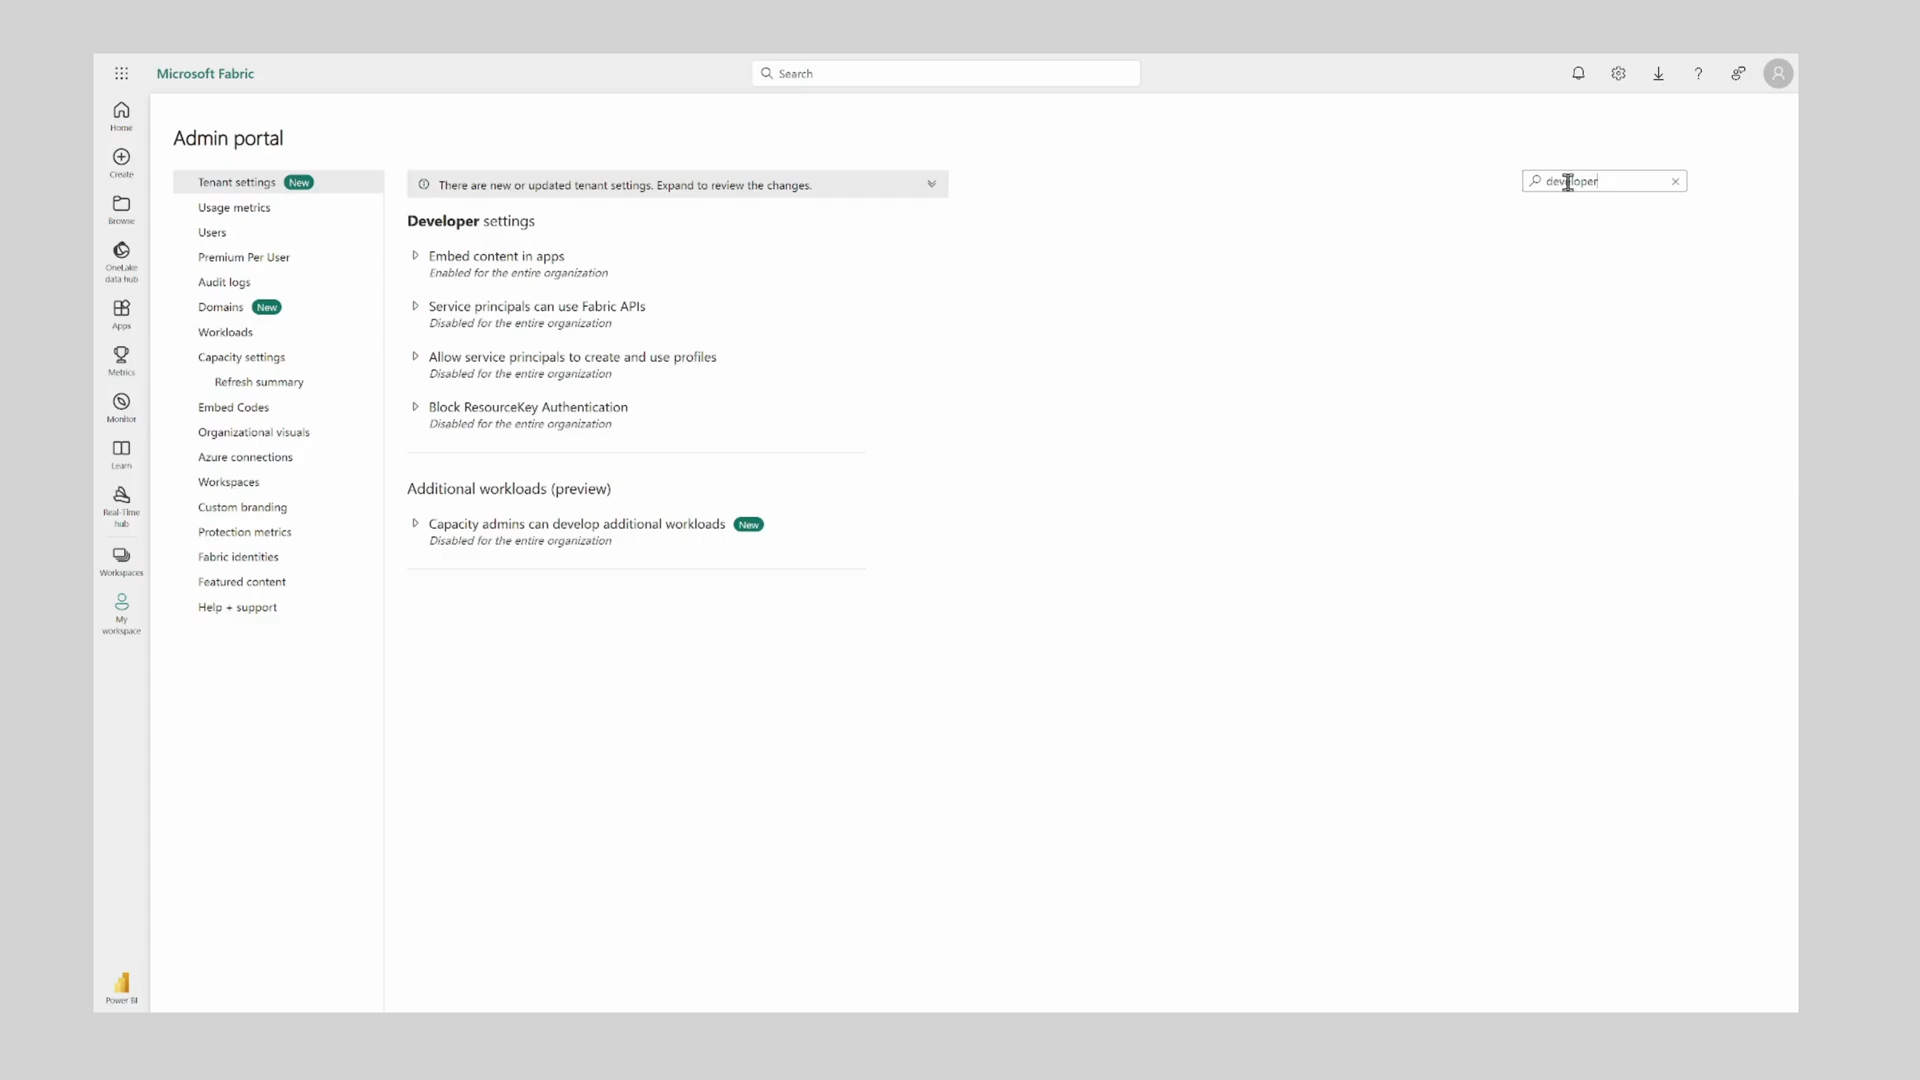 Microsoft Fabric
Search
Home
Create
Browse
OneLake
data hub
Apps
Metrics
Monitor
Learn
Real-Time
hub
Workspaces
My
workspace
Power BI
Admin portal
Tenant settings New
Usage metrics
Users
Premium Per User
Audit logs
Domains New
Workloads
Capacity settings
Refresh summary
Embed Codes
Organizational visuals
Azure connections
Workspaces
Custom branding
Protection metrics
Fabric identities
Featured content
Help + support
There are new or updated tenant settings. Expand to review the changes.
developer
Developer settings
Embed content in apps
Enabled for the entire organization
Service principals can use Fabric APIs
Disabled for the entire organization
Allow service principals to create and use profiles
Disabled for the entire organization
Block ResourceKey Authentication
Disabled for the entire organization
Additional workloads (preview)
Capacity admins can develop additional workloads New
Disabled for the entire organization